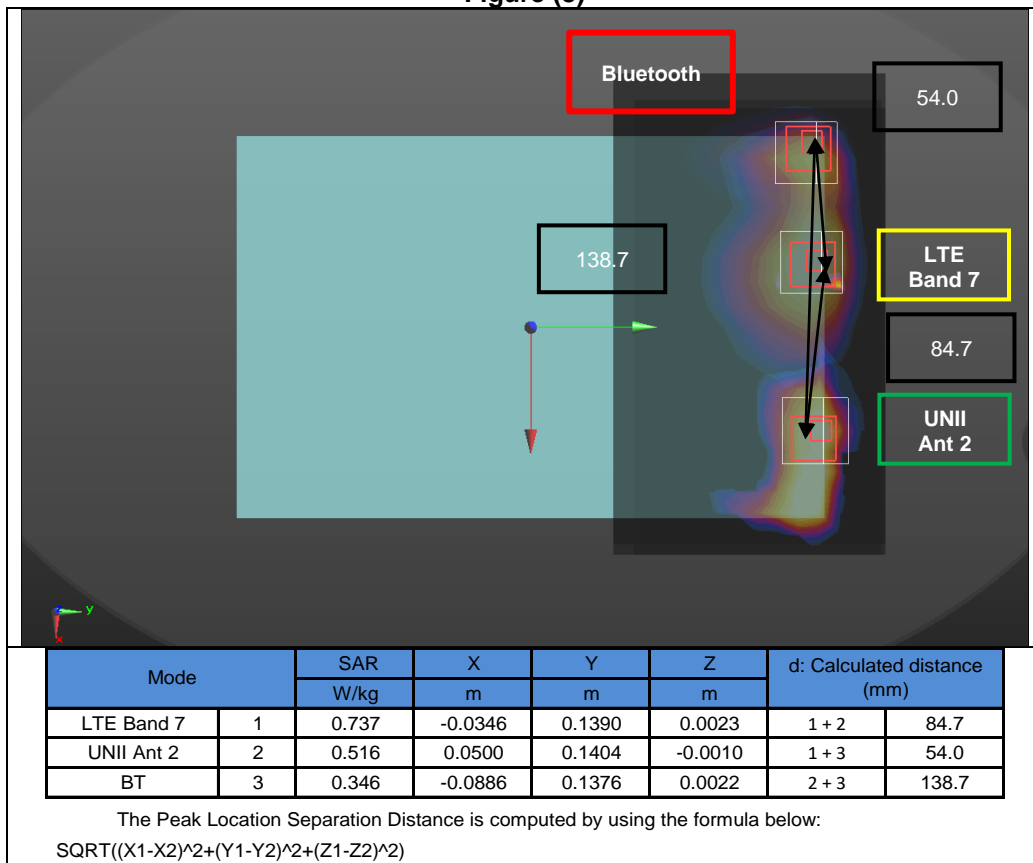 Bluetooth
54.0
138.7
LTE
Band 7
84.7
UNII
Ant 2
y
x
Mode SAR X Y Z d: Calculated distance (mm)
W/kg m m m
LTE Band 7 1 0.737 -0.0346 0.1390 0.0023 1 + 2 84.7
UNII Ant 2 2 0.516 0.0500 0.1404 -0.0010 1 + 3 54.0
BT 3 0.346 -0.0886 0.1376 0.0022 2 + 3 138.7
The Peak Location Separation Distance is computed by using the formula below:
SQRT((X1-X2)^2+(Y1-Y2)^2+(Z1-Z2)^2)